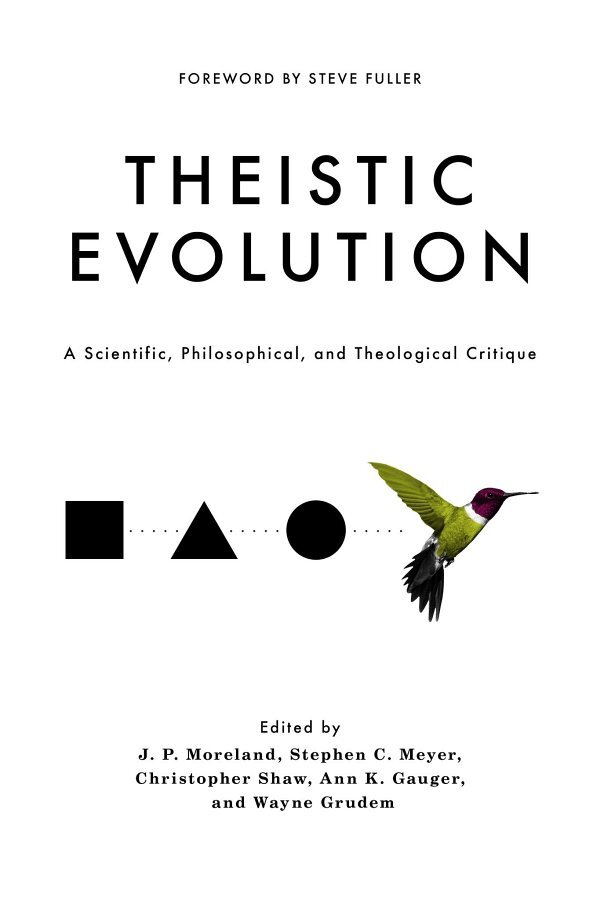 FOREWORD BY STEVE FULLER
THEISTIC
EVOLUTION
A Scientific, Philosophical, and Theological Critique
Edited by
J. P. Moreland, Stephen C. Meyer,
Christopher Shaw, Ann K. Gauger,
and Wayne Grudem